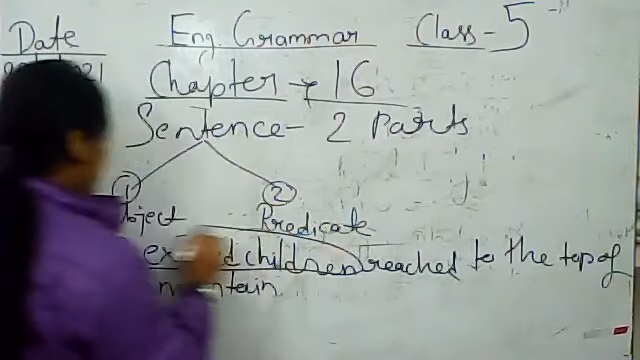 Date Eng. Grammar Class-5
Chapter → 16
Sentence- 2 Parts
① ②
Predicate
children reached to the top of